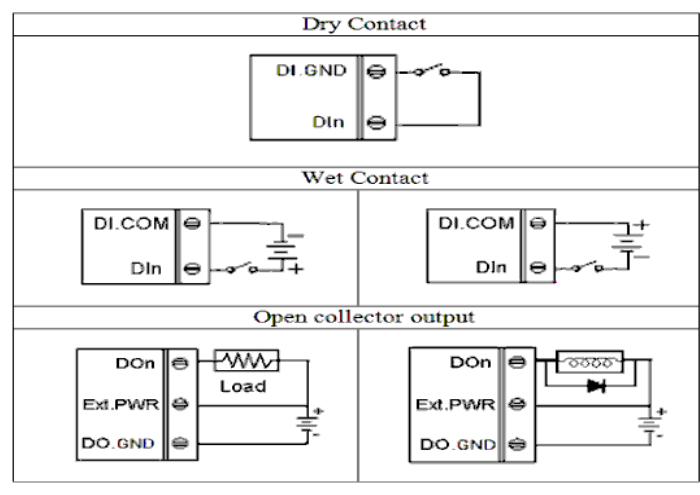 Dry Contact
DI.GND
DIn
Wet Contact
DI.COM
DIn
DI.COM
DIn
Open collector output
DOn
Load
Ext.PWR
DO.GND
DOn
Ext.PWR
DO.GND